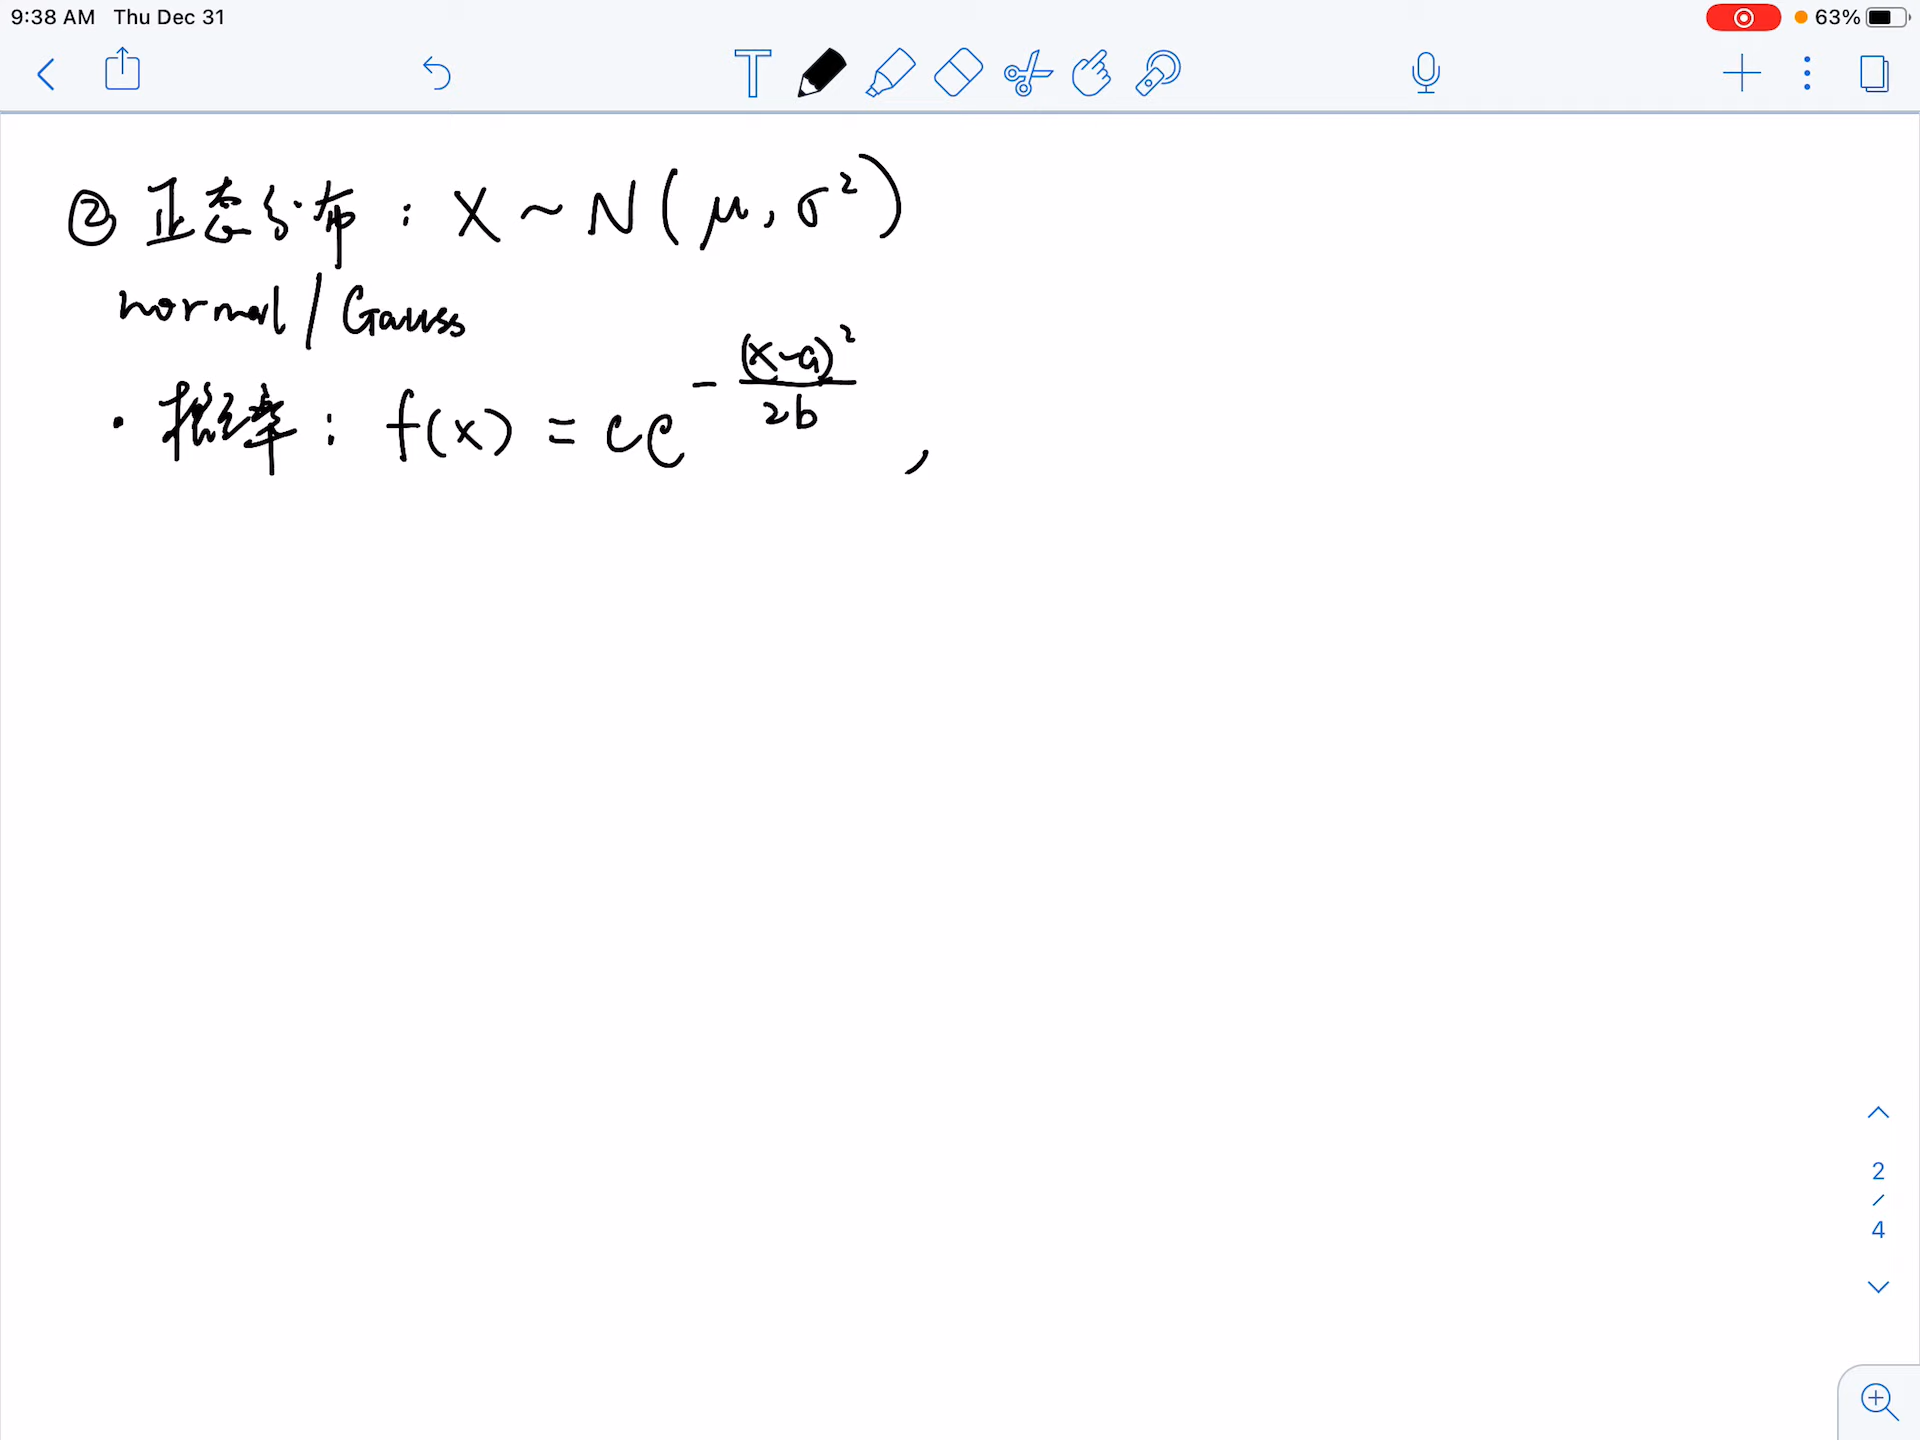 9:38 AM Thu Dec 31
63%
T
② 正态分布: X ~ N(μ, σ²)
normal / Gauss
· 概率: f(x) = ce^{-\frac{(x-a)²}{2b}},
2
/
4